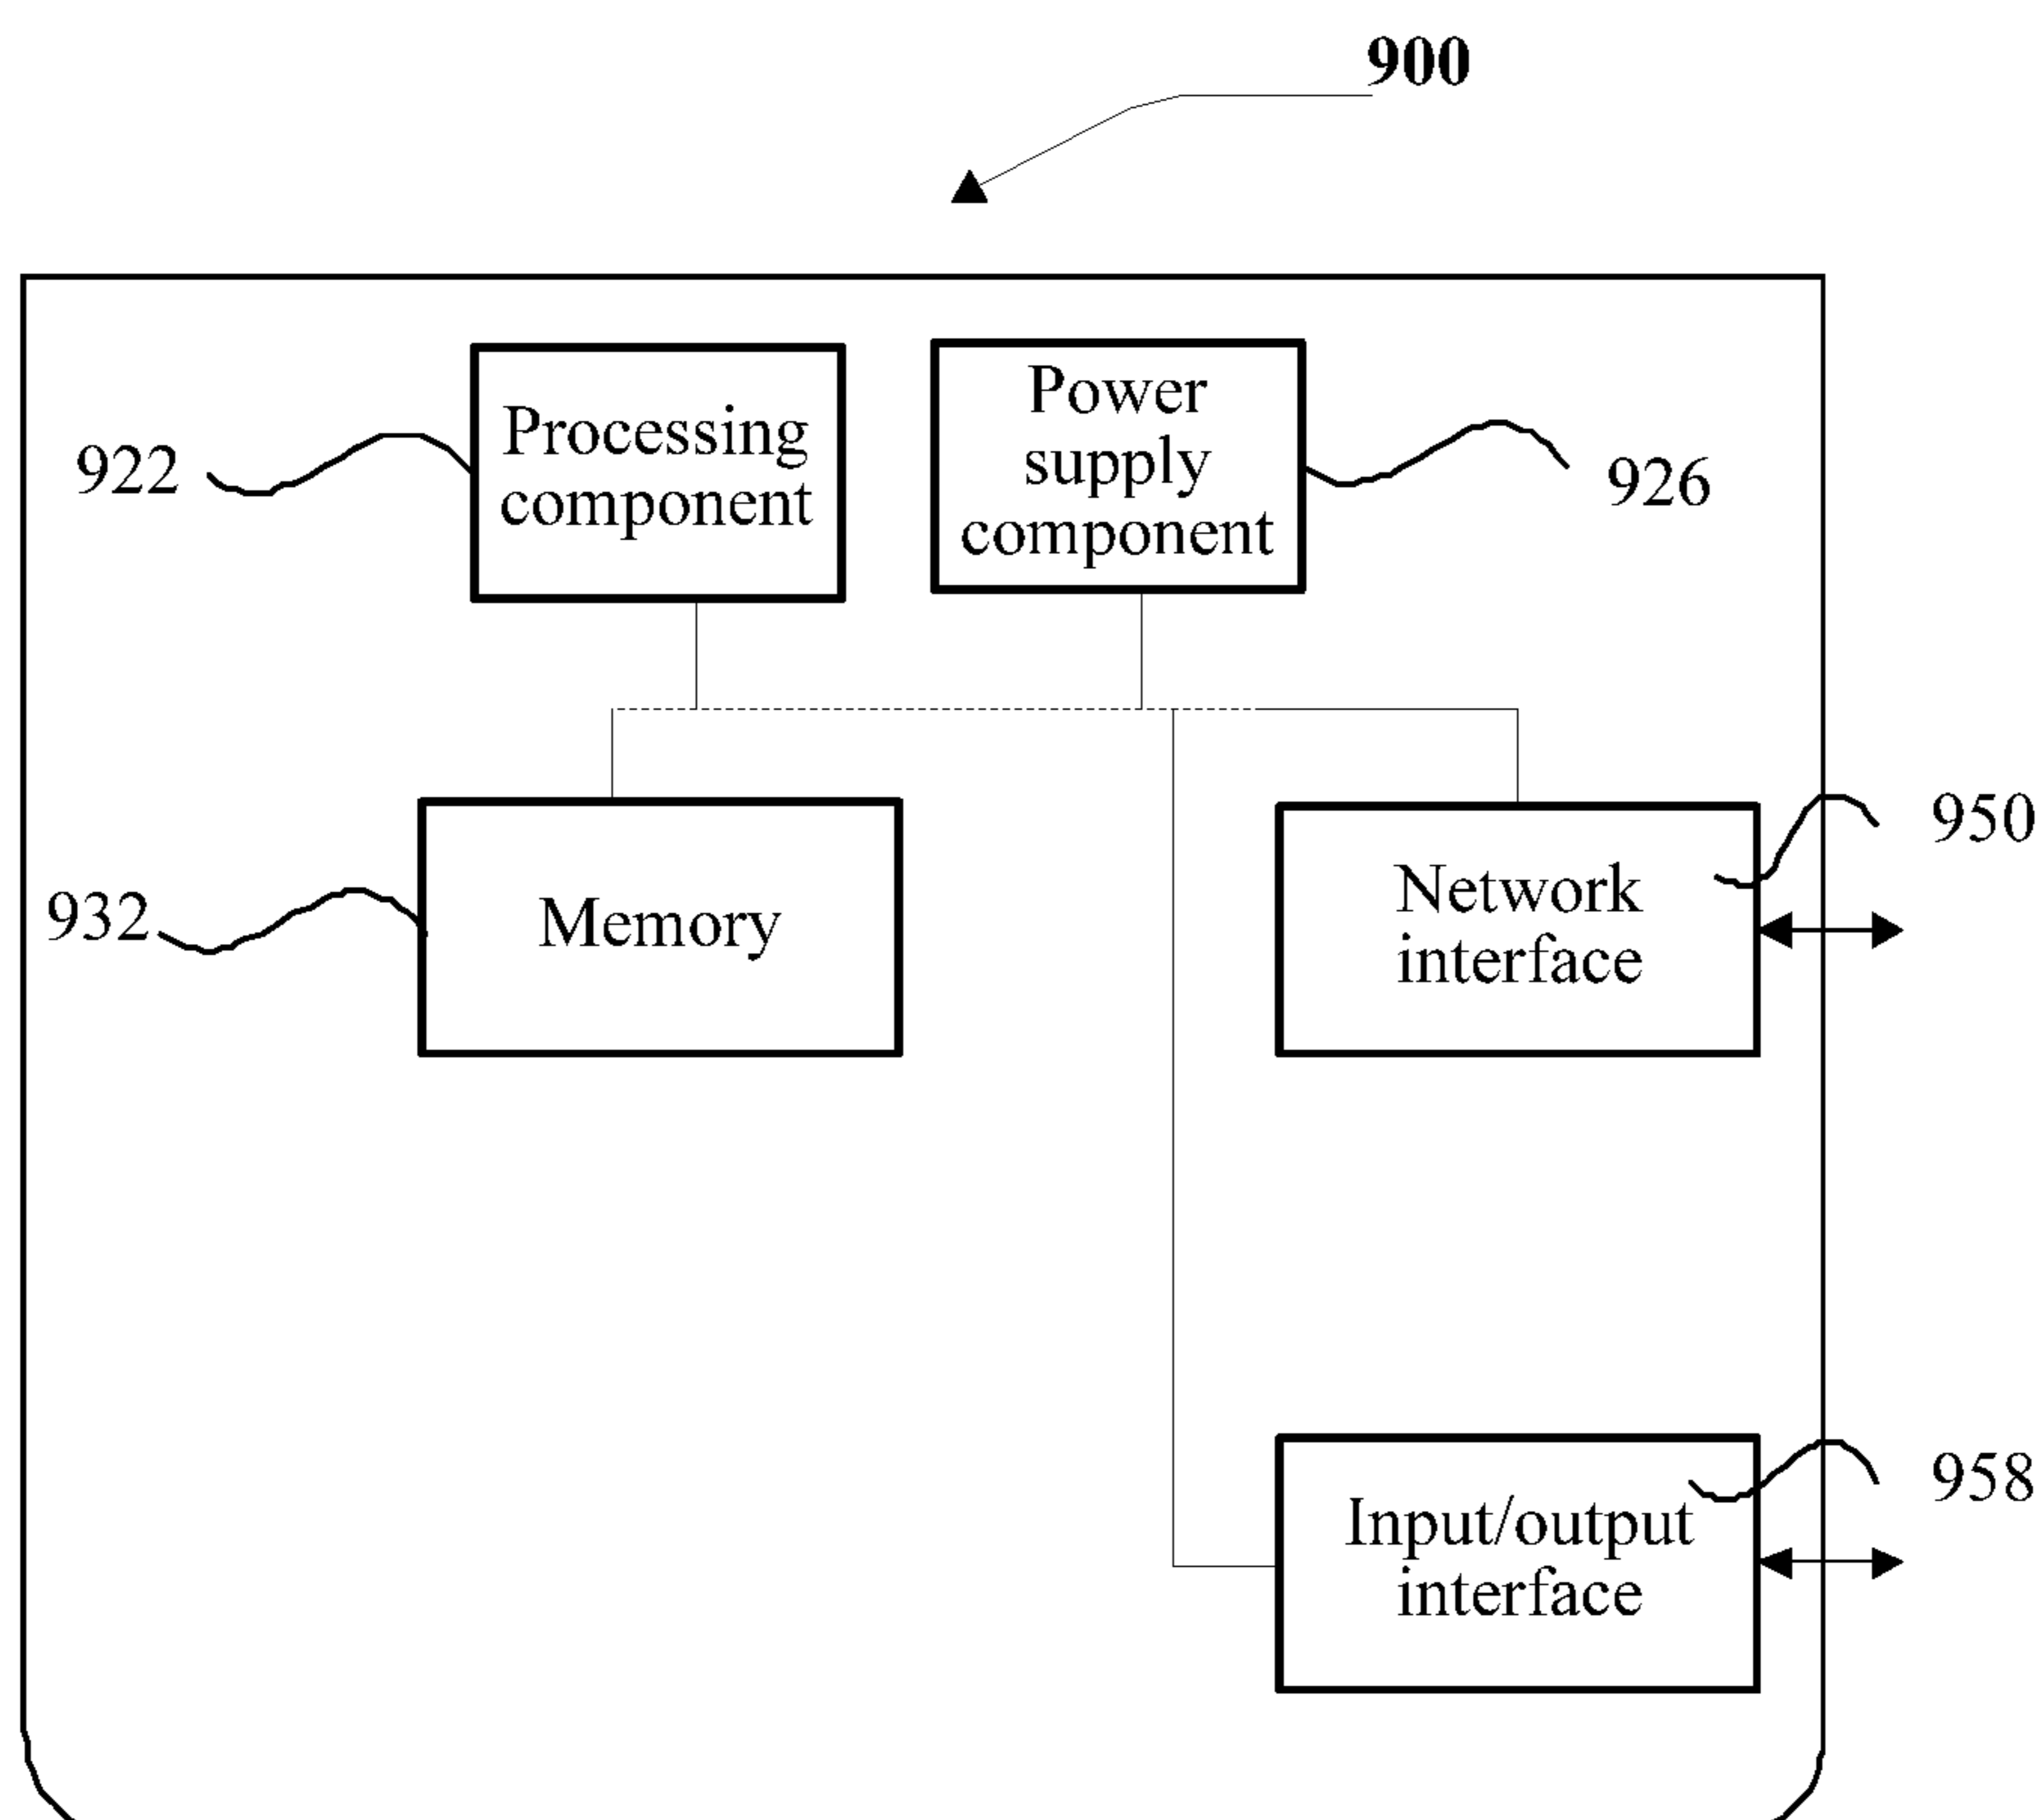 900
Processing
component
Power
supply
component
922
926
950
932
Memory
Network
interface
958
Input/output
interface